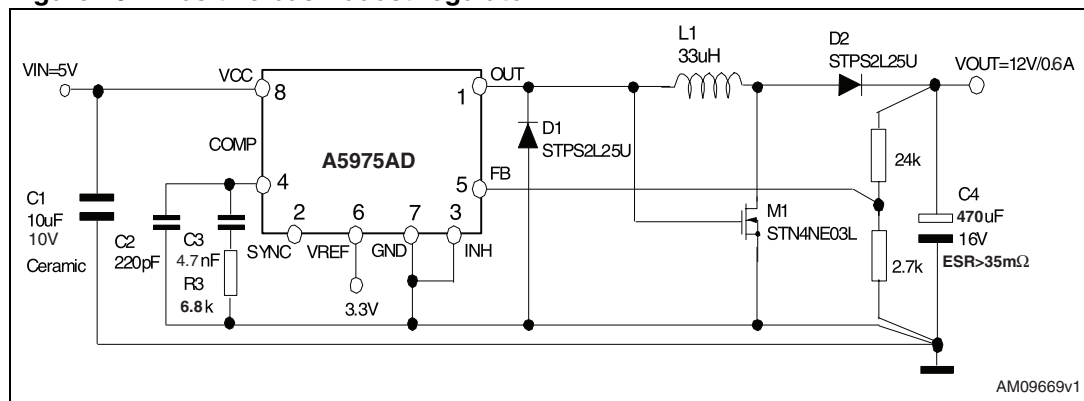 L1
33uH
D2
STPS2L25U
VIN=5V
VOUT=12V/0.6A
VCC
8
OUT
1
COMP
D1
STPS2L25U
A5975AD
24k
4
5
FB
C1
10uF
10V
Ceramic
C2
220pF
C3
4.7nF
R3
6.8k
2
SYNC
6
VREF
7
GND
3
INH
3.3V
M1
STN4NE03L
2.7k
C4
470uF
16V
ESR>35mΩ
AM09669v1